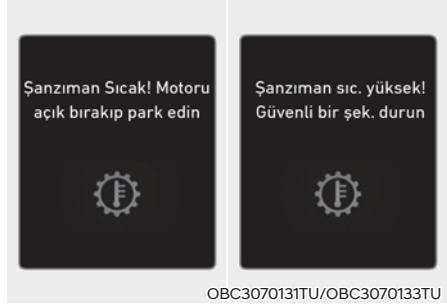 Şanzıman Sıcak! Motoru
açık bırakıp park edin
Şanzıman sıc. yüksek!
Güvenli bir şek. durun
OBC3070131TU/OBC3070133TU